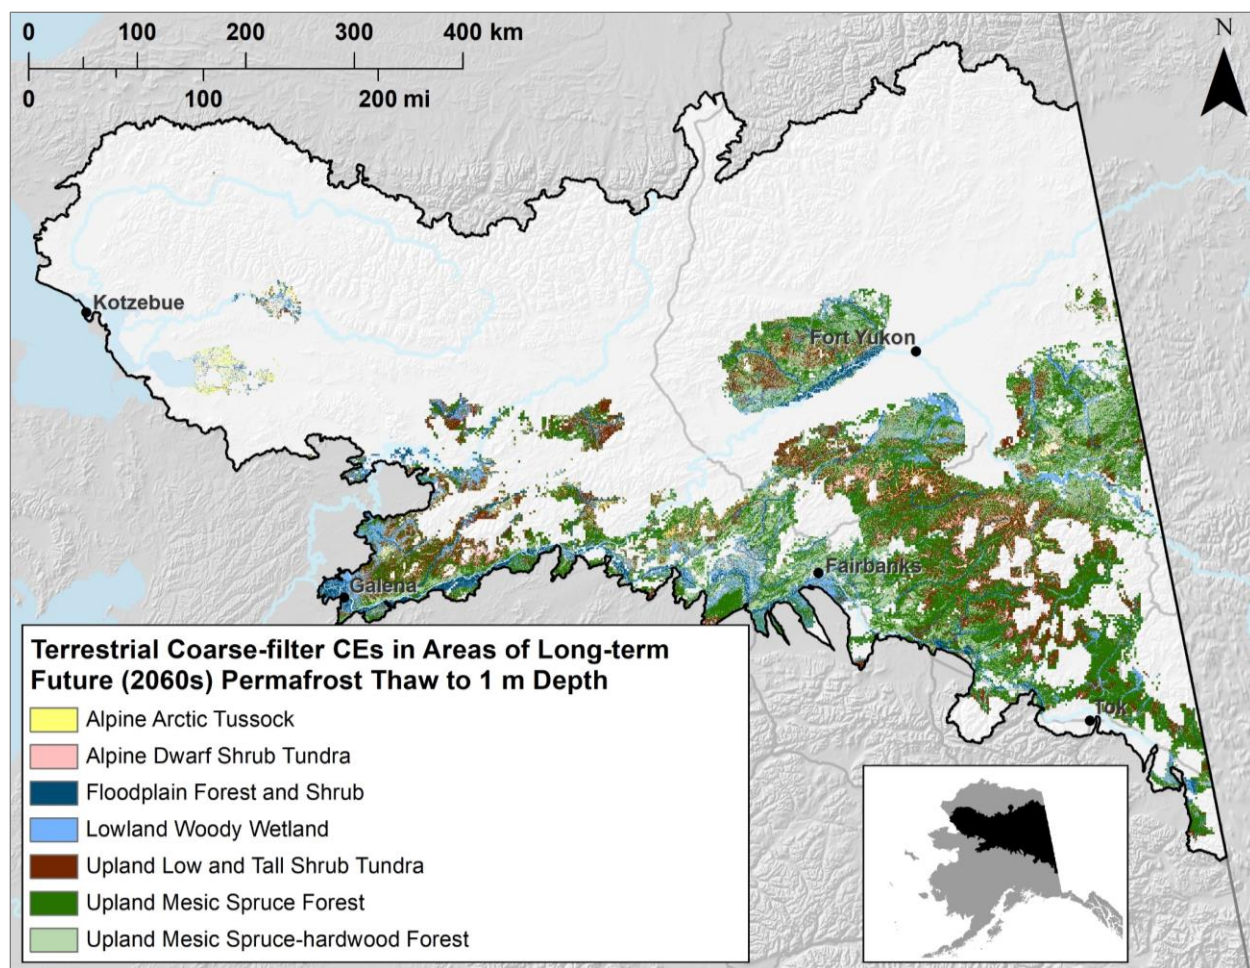 0 100 200 300 400 km
0 100 200 mi
N
Kotzebue
Fort Yukon
Fairbanks
Galena
Tok
Terrestrial Coarse-filter CEs in Areas of Long-term
Future (2060s) Permafrost Thaw to 1 m Depth
Alpine Arctic Tussock
Alpine Dwarf Shrub Tundra
Floodplain Forest and Shrub
Lowland Woody Wetland
Upland Low and Tall Shrub Tundra
Upland Mesic Spruce Forest
Upland Mesic Spruce-hardwood Forest